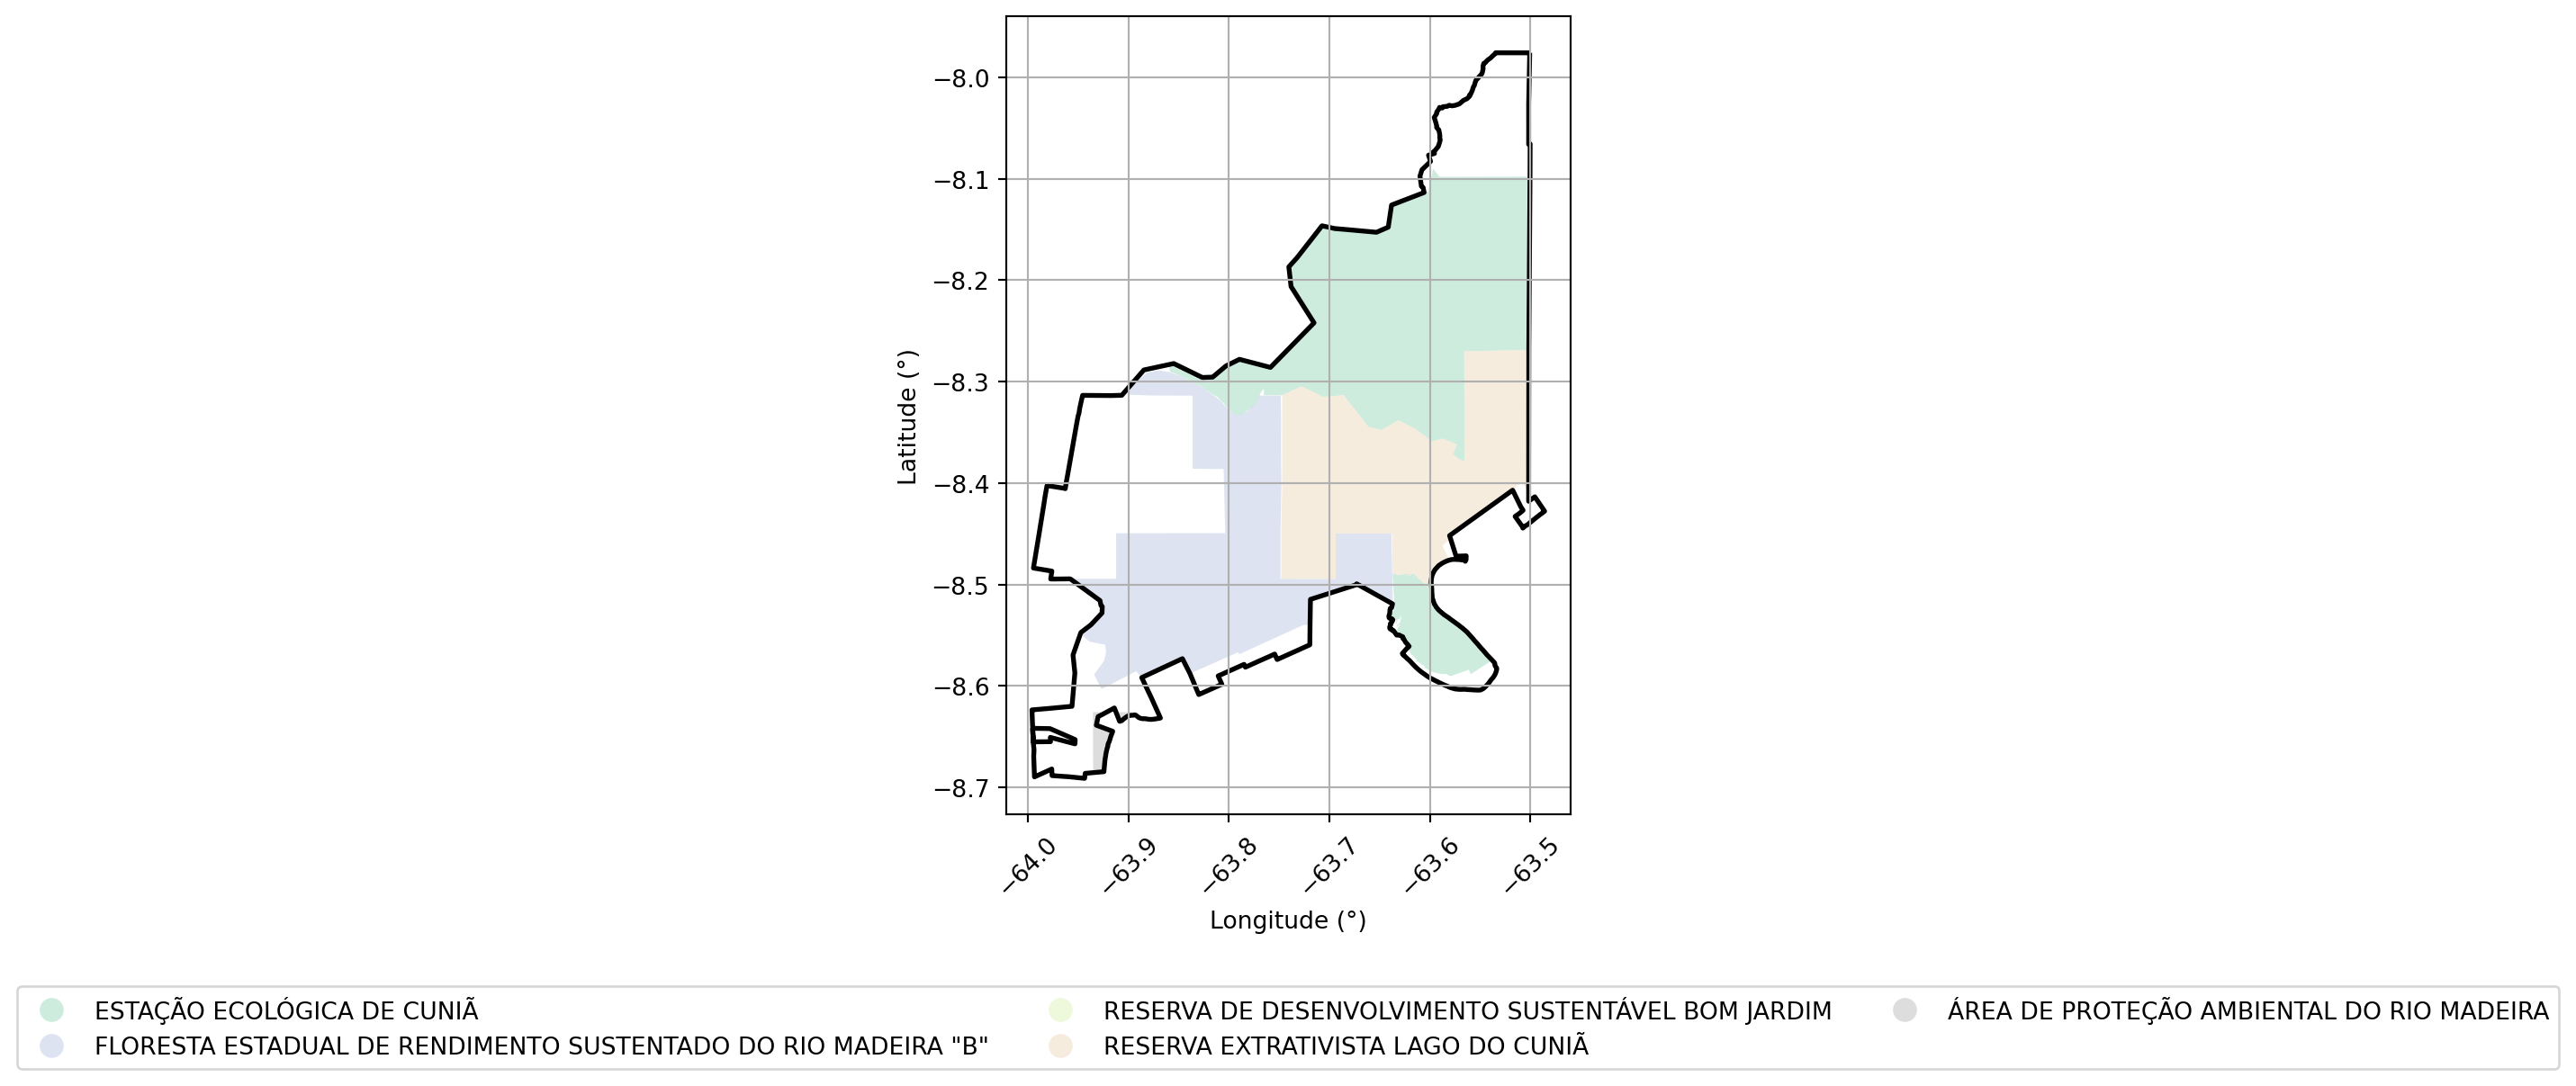 −8.0
−8.1
−8.2
−8.3
−8.4
−8.5
−8.6
−8.7
Latitude (°)
−64.0
−63.9
−63.8
−63.7
−63.6
−63.5
Longitude (°)
ESTAÇÃO ECOLÓGICA DE CUNIÃ
FLORESTA ESTADUAL DE RENDIMENTO SUSTENTADO DO RIO MADEIRA "B"
RESERVA DE DESENVOLVIMENTO SUSTENTÁVEL BOM JARDIM
RESERVA EXTRATIVISTA LAGO DO CUNIÃ
ÁREA DE PROTEÇÃO AMBIENTAL DO RIO MADEIRA